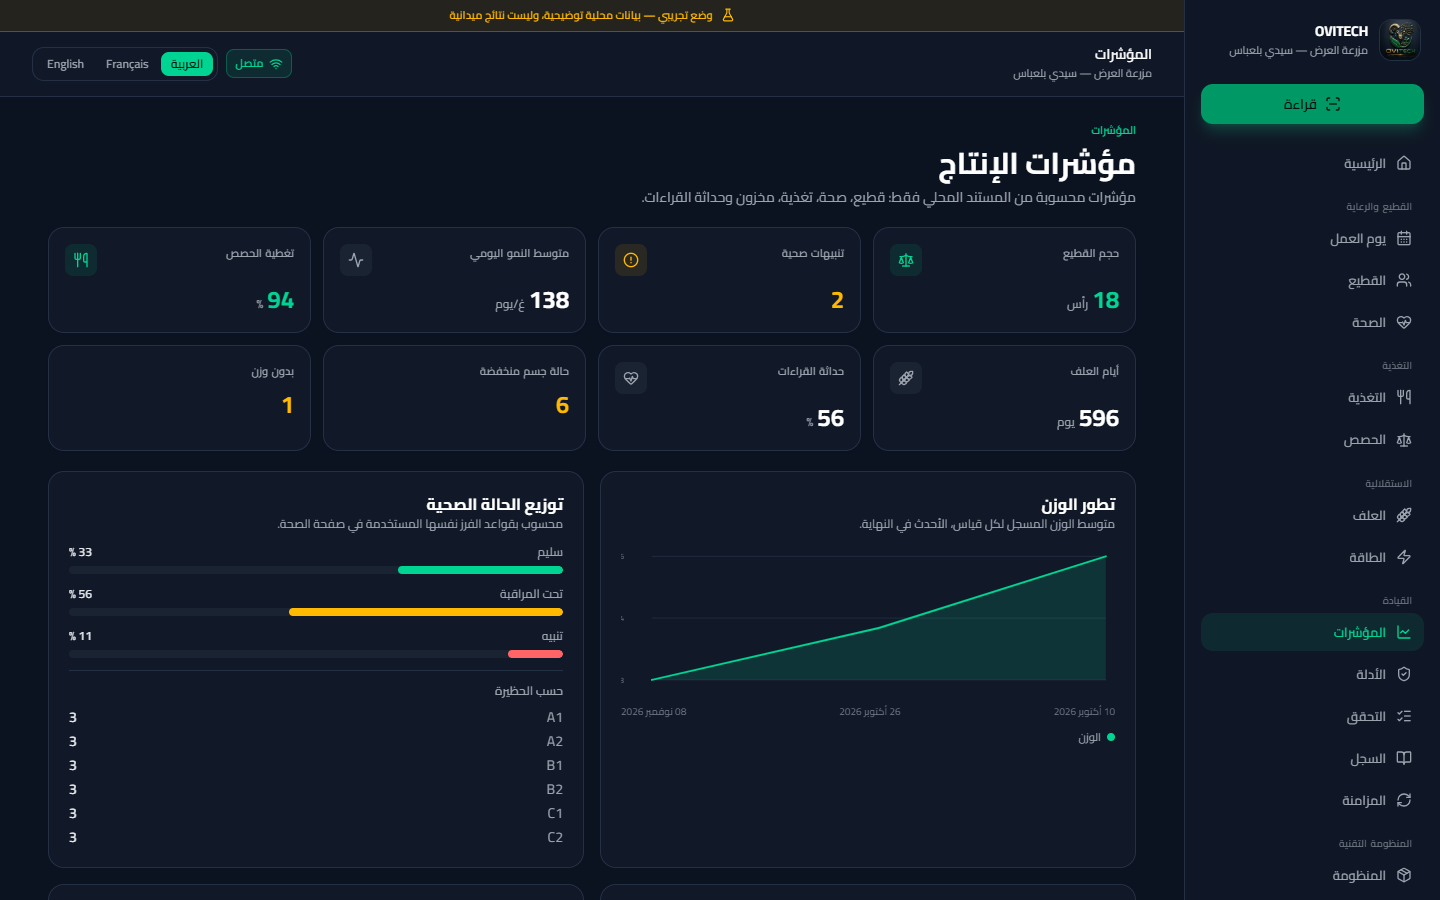 وضع تجريبي — بيانات محلية توضيحية، وليست نتائج ميدانية
OVITECH
مزرعة العرض — سيدي بلعباس
قراءة
الرئيسية
القطيع والرعاية
يوم العمل
القطيع
الصحة
التغذية
التغذية
الحصص
الاستقلالية
العلف
الطاقة
القيادة
المؤشرات
الأدلة
التحقق
السجل
المزامنة
المنظومة التقنية
المنظومة
المؤشرات
مزرعة العرض — سيدي بلعباس
متصل
العربية
Français
English
المؤشرات
مؤشرات الإنتاج
مؤشرات محسوبة من المستند المحلي فقط: قطيع، صحة، تغذية، مخزون وحداثة القراءات.
حجم القطيع
18 رأس
تنبيهات صحية
2
متوسط النمو اليومي
138 غ/يوم
تغطية الحصص
94 %
أيام العلف
596 يوم
حداثة القراءات
56 %
حالة جسم منخفضة
6
بدون وزن
1
تطور الوزن
متوسط الوزن المسجل لكل قياس، الأحدث في النهاية.
10 أكتوبر 2026
26 أكتوبر 2026
08 نوفمبر 2026
الوزن
توزيع الحالة الصحية
محسوب بقواعد الفرز نفسها المستخدمة في صفحة الصحة.
سليم
33 %
تحت المراقبة
56 %
تنبيه
11 %
حسب الحظيرة
A1 3
A2 3
B1 3
B2 3
C1 3
C2 3